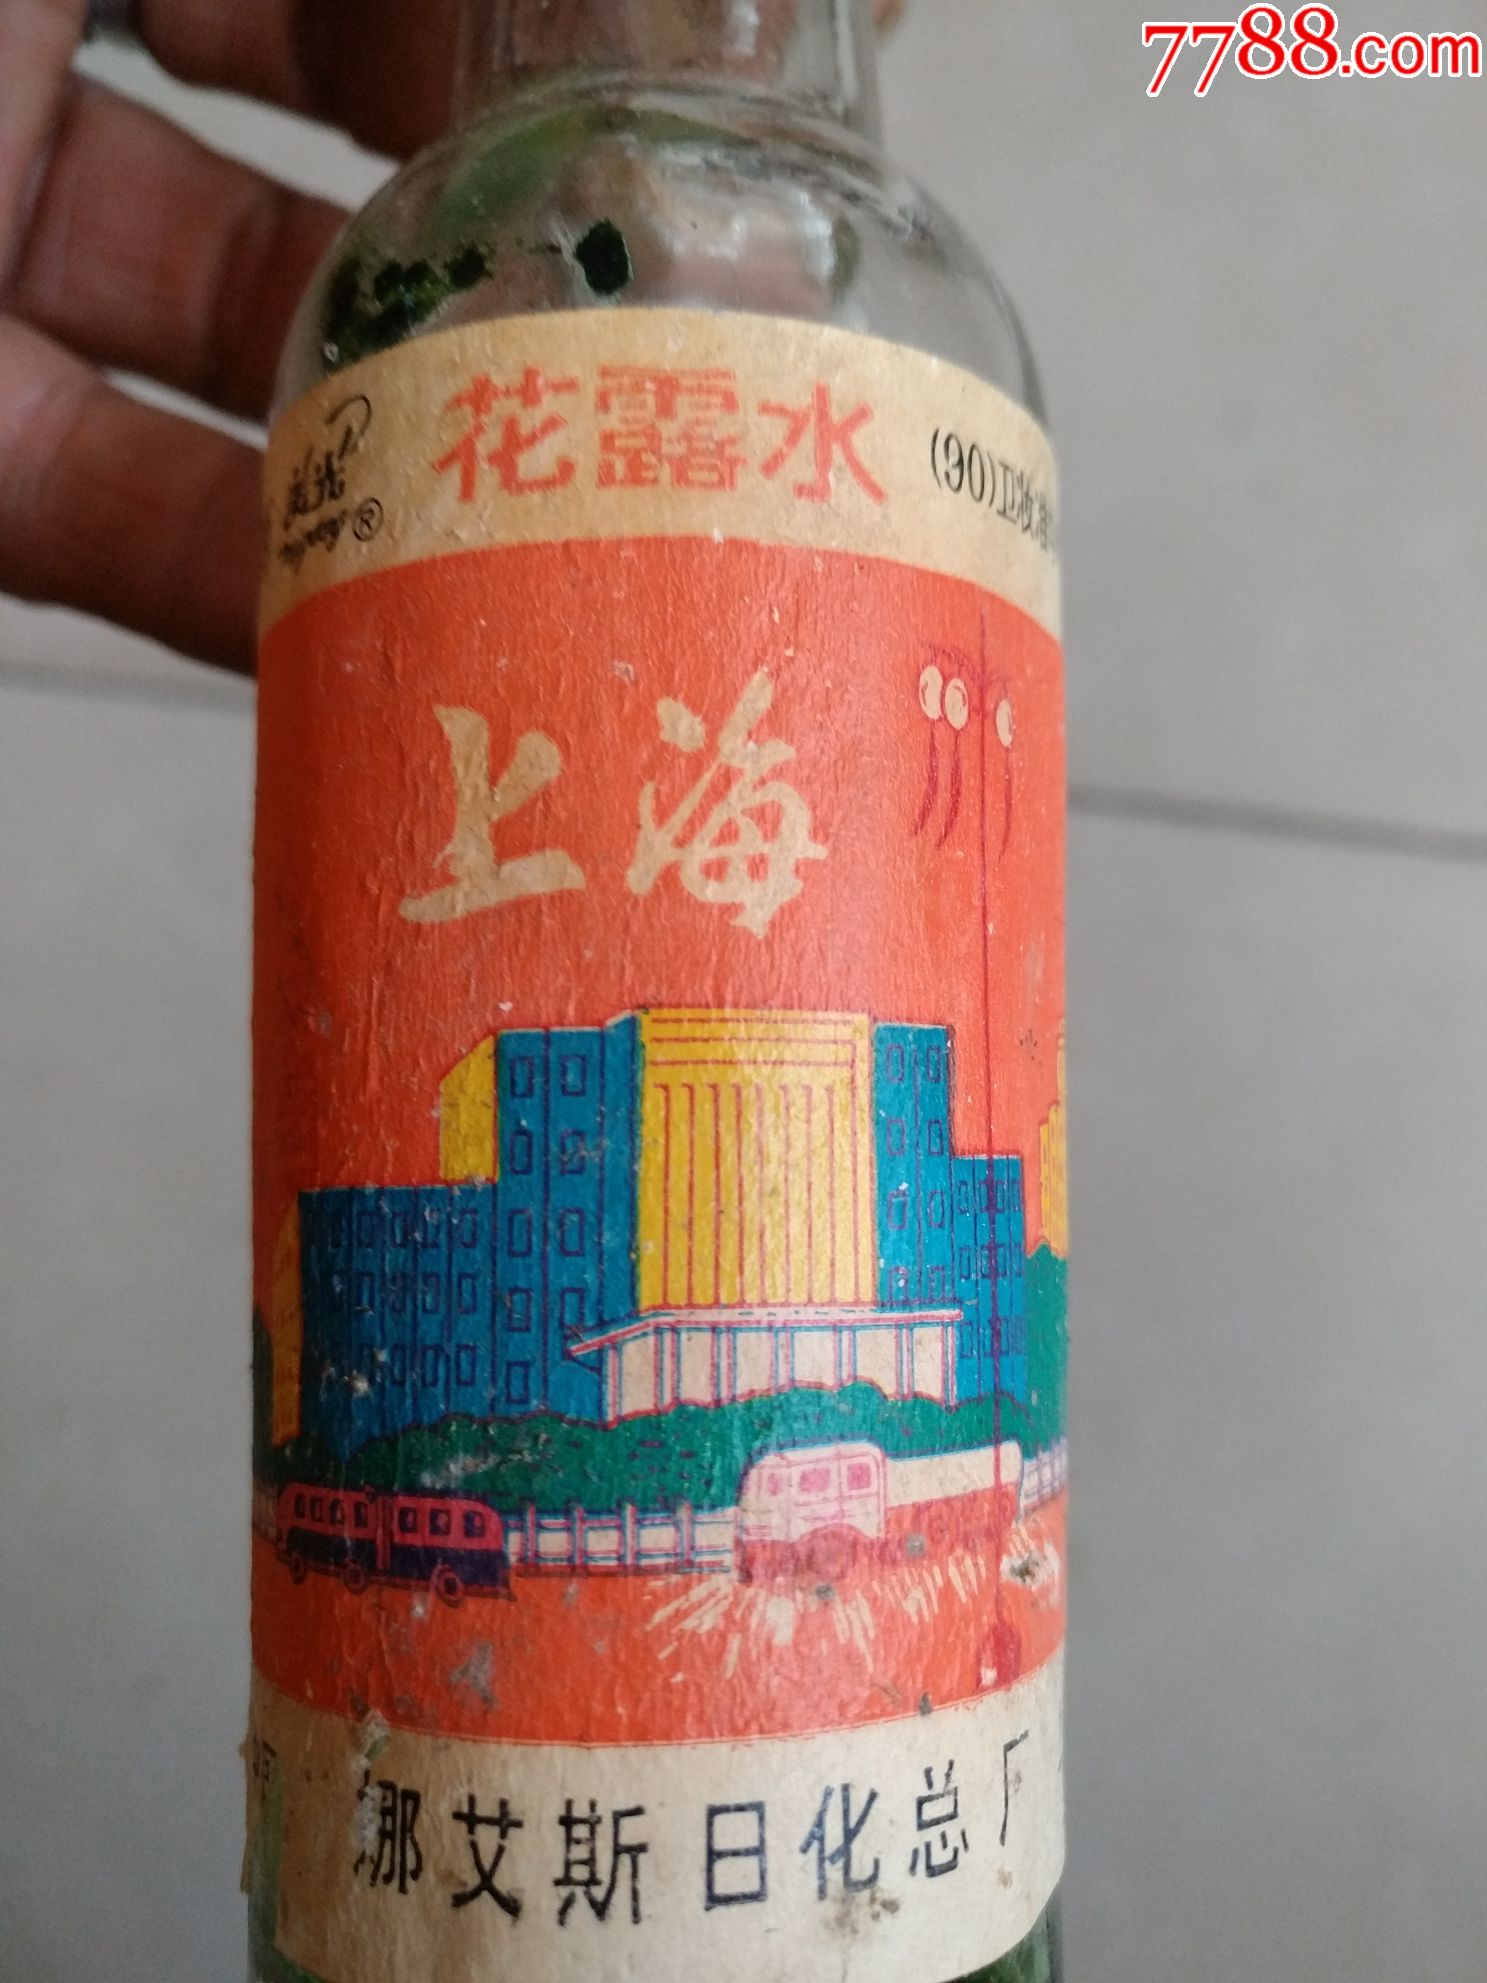 7788.com
花露水
(90)卫妆准
®
上海
娜艾斯日化总厂